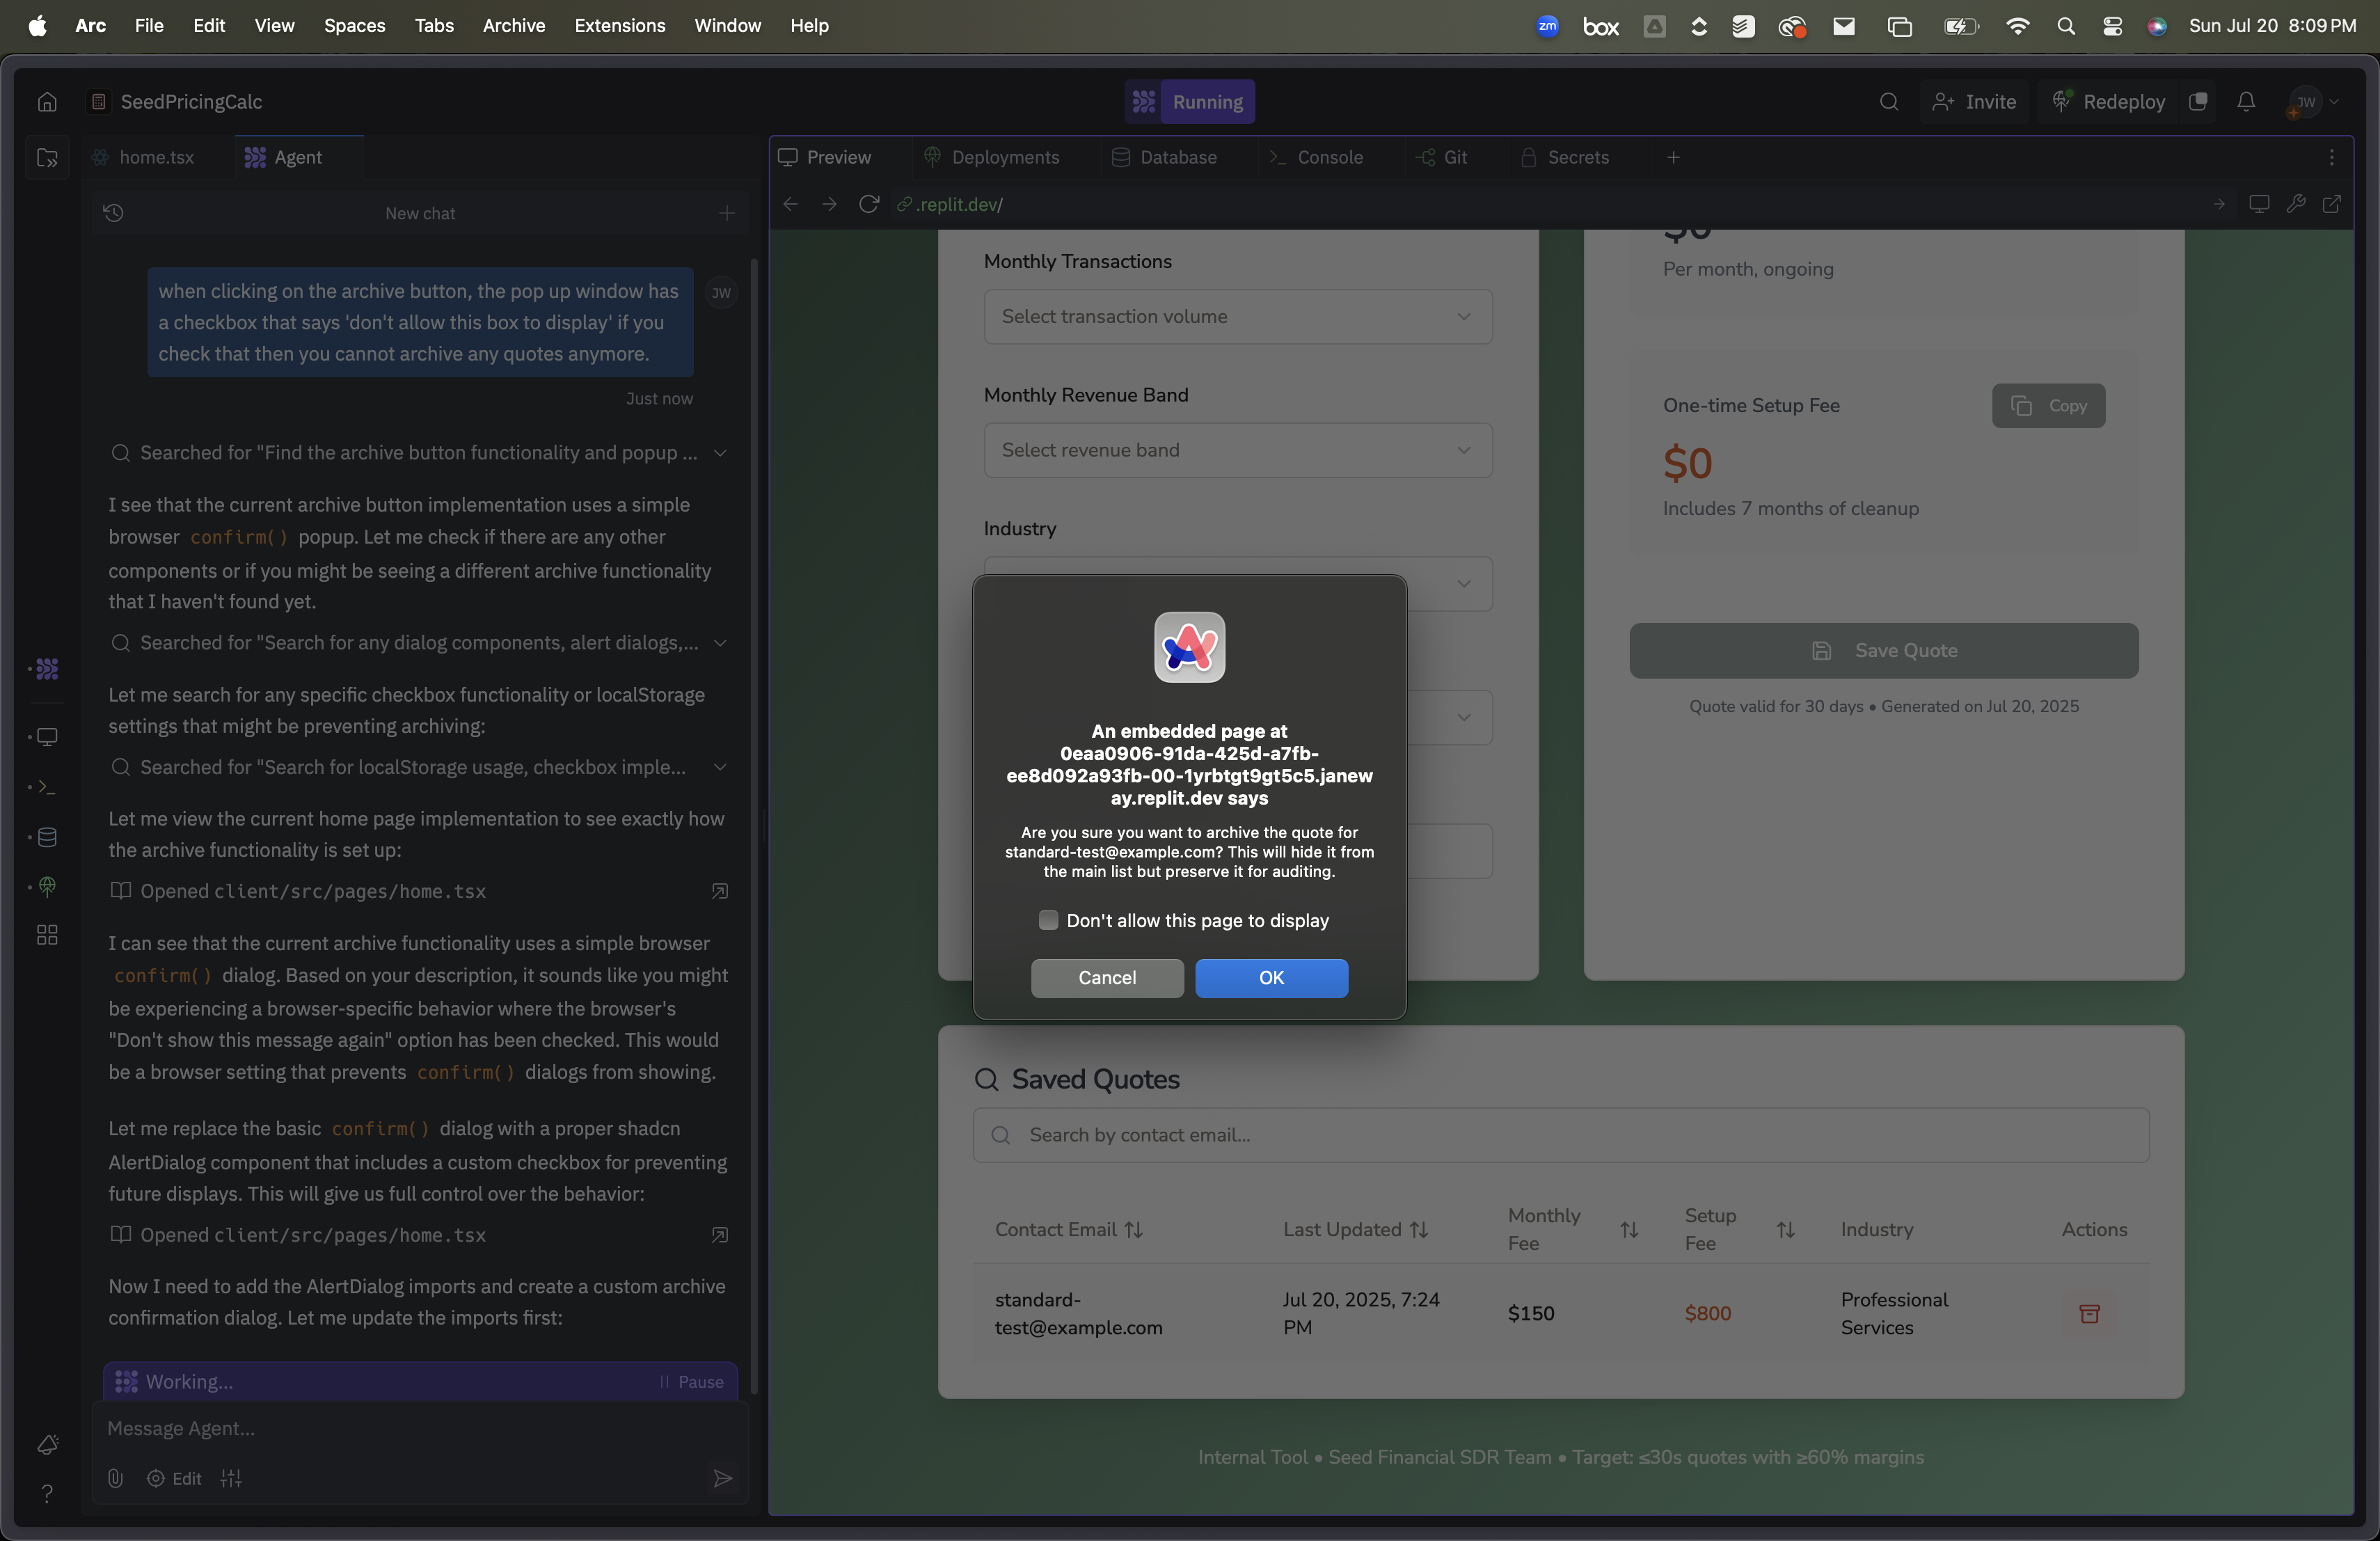 Arc File Edit View Spaces Tabs Archive Extensions Window Help
zm box Sun Jul 20 8:09 PM
SeedPricingCalc
Running
Invite Redeploy JW
home.tsx Agent
Preview Deployments Database Console Git Secrets
New chat
.replit.dev/
when clicking on the archive button, the pop up window has
a checkbox that says 'don't allow this box to display' if you
check that then you cannot archive any quotes anymore.
JW
Just now
Searched for "Find the archive button functionality and popup ...
I see that the current archive button implementation uses a simple
browser confirm() popup. Let me check if there are any other
components or if you might be seeing a different archive functionality
that I haven't found yet.
Searched for "Search for any dialog components, alert dialogs,...
Let me search for any specific checkbox functionality or localStorage
settings that might be preventing archiving:
Searched for "Search for localStorage usage, checkbox imple...
Let me view the current home page implementation to see exactly how
the archive functionality is set up:
Opened client/src/pages/home.tsx
I can see that the current archive functionality uses a simple browser
confirm() dialog. Based on your description, it sounds like you might
be experiencing a browser-specific behavior where the browser's
"Don't show this message again" option has been checked. This would
be a browser setting that prevents confirm() dialogs from showing.
Let me replace the basic confirm() dialog with a proper shadcn
AlertDialog component that includes a custom checkbox for preventing
future displays. This will give us full control over the behavior:
Opened client/src/pages/home.tsx
Now I need to add the AlertDialog imports and create a custom archive
confirmation dialog. Let me update the imports first:
Working... Pause
Message Agent...
Edit
Monthly Transactions
Select transaction volume
Monthly Revenue Band
Select revenue band
Industry
$0
Per month, ongoing
One-time Setup Fee
Copy
$0
Includes 7 months of cleanup
Save Quote
Quote valid for 30 days • Generated on Jul 20, 2025
An embedded page at
0eaa0906-91da-425d-a7fb-
ee8d092a93fb-00-1yrbtgt9gt5c5.janew
ay.replit.dev says
Are you sure you want to archive the quote for
standard-test@example.com? This will hide it from
the main list but preserve it for auditing.
Don't allow this page to display
Cancel OK
Saved Quotes
Search by contact email...
Contact Email Last Updated Monthly Fee Setup Fee Industry Actions
standard-
test@example.com
Jul 20, 2025, 7:24
PM
$150
$800
Professional
Services
Internal Tool • Seed Financial SDR Team • Target: ≤30s quotes with ≥60% margins